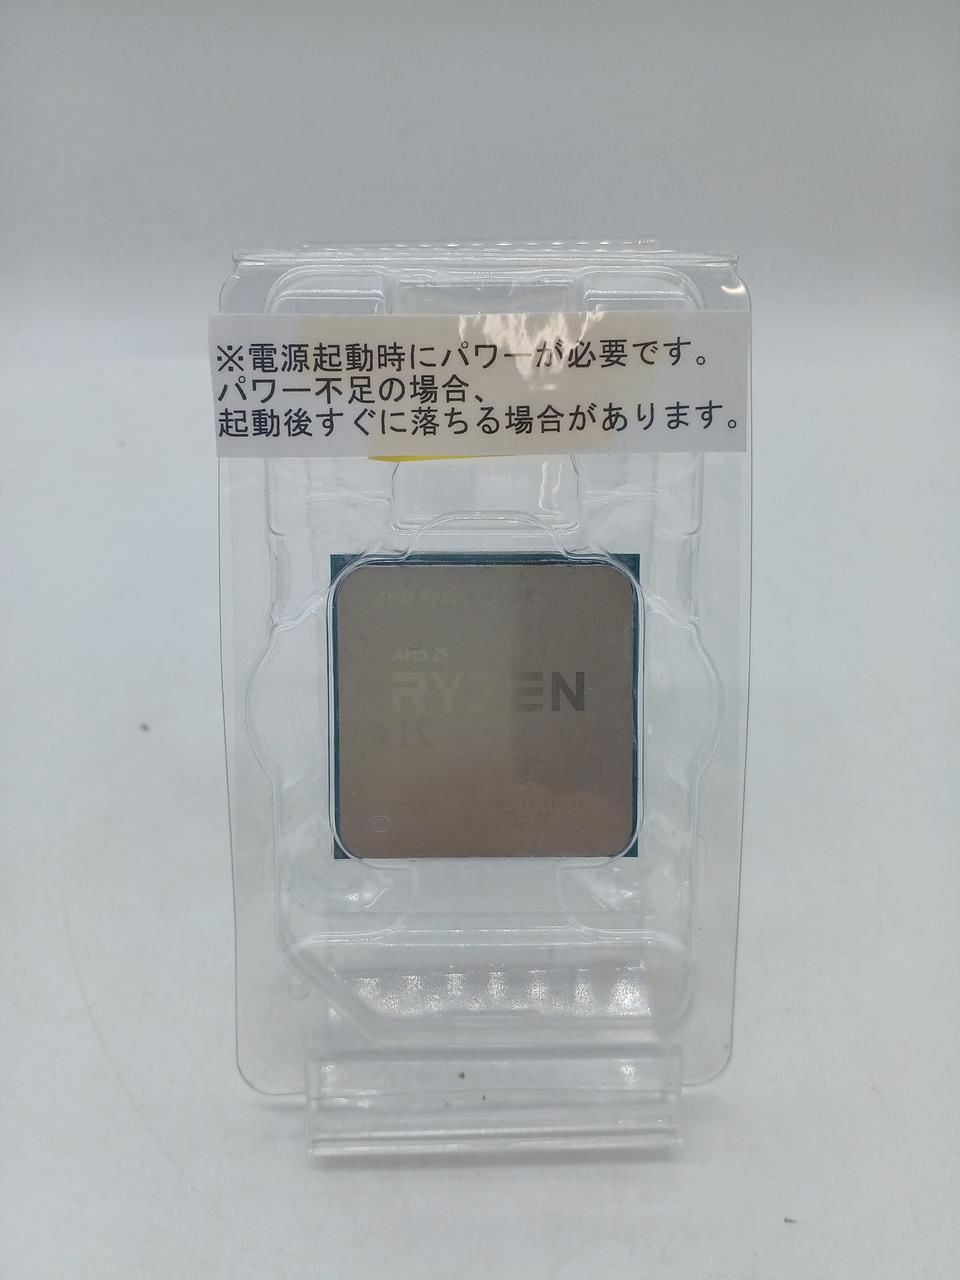 ※電源起動時にパワーが必要です。
パワー不足の場合、
起動後すぐに落ちる場合があります。
AMD Ryzen
AMD
RYZEN